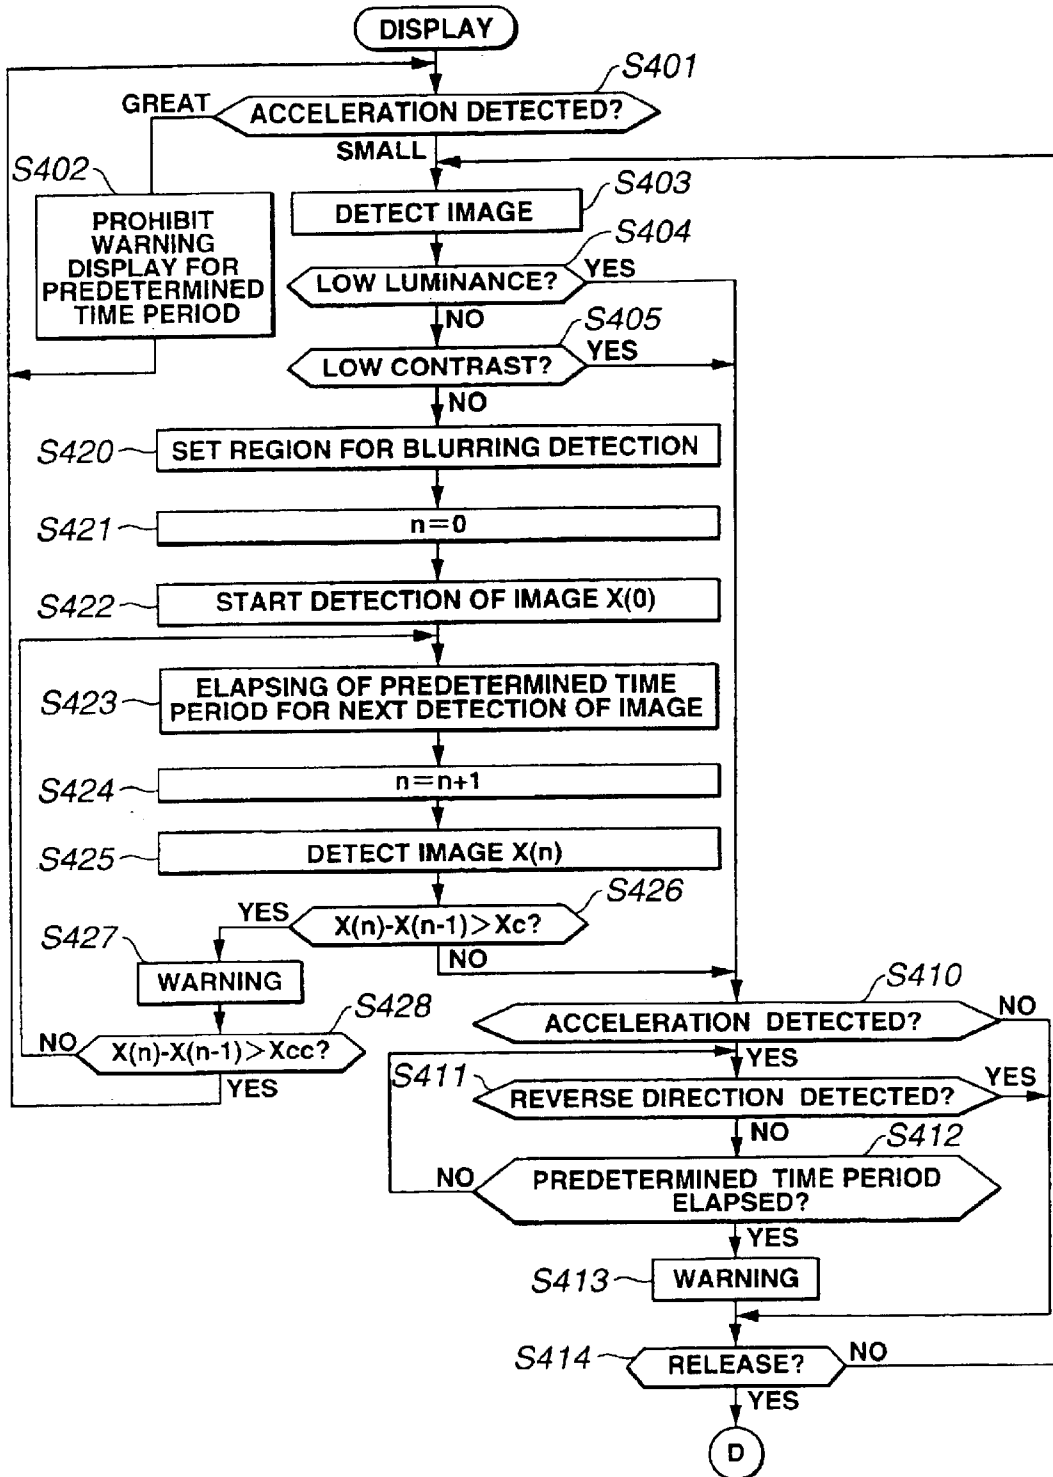 DISPLAY
S401
GREAT
ACCELERATION DETECTED?
SMALL
S402
PROHIBIT
WARNING
DISPLAY FOR
PREDETERMINED
TIME PERIOD
S403
DETECT IMAGE
S404
LOW LUMINANCE?
YES
NO
S405
LOW CONTRAST?
YES
NO
S420
SET REGION FOR BLURRING DETECTION
S421
n=0
S422
START DETECTION OF IMAGE X(0)
S423
ELAPSING OF PREDETERMINED TIME
PERIOD FOR NEXT DETECTION OF IMAGE
S424
n=n+1
S425
DETECT IMAGE X(n)
S426
YES
X(n)-X(n-1)>Xc?
NO
S427
WARNING
S428
NO
X(n)-X(n-1)>Xcc?
YES
S410
ACCELERATION DETECTED?
NO
YES
S411
REVERSE DIRECTION DETECTED?
YES
NO
S412
NO
PREDETERMINED TIME PERIOD
ELAPSED?
YES
S413
WARNING
S414
RELEASE?
NO
YES
D